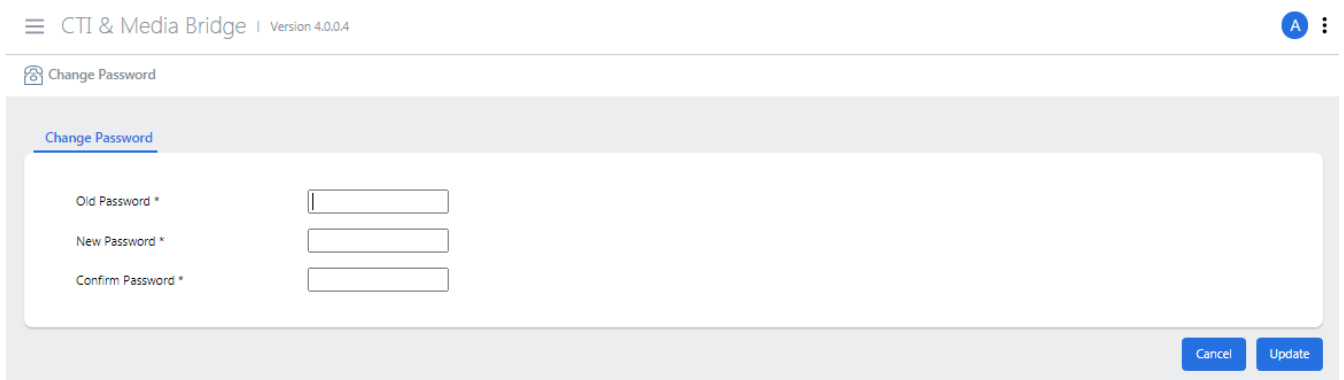 CTI & Media Bridge | Version 4.0.0.4
A
Change Password
Change Password
Old Password *
New Password *
Confirm Password *
Cancel
Update